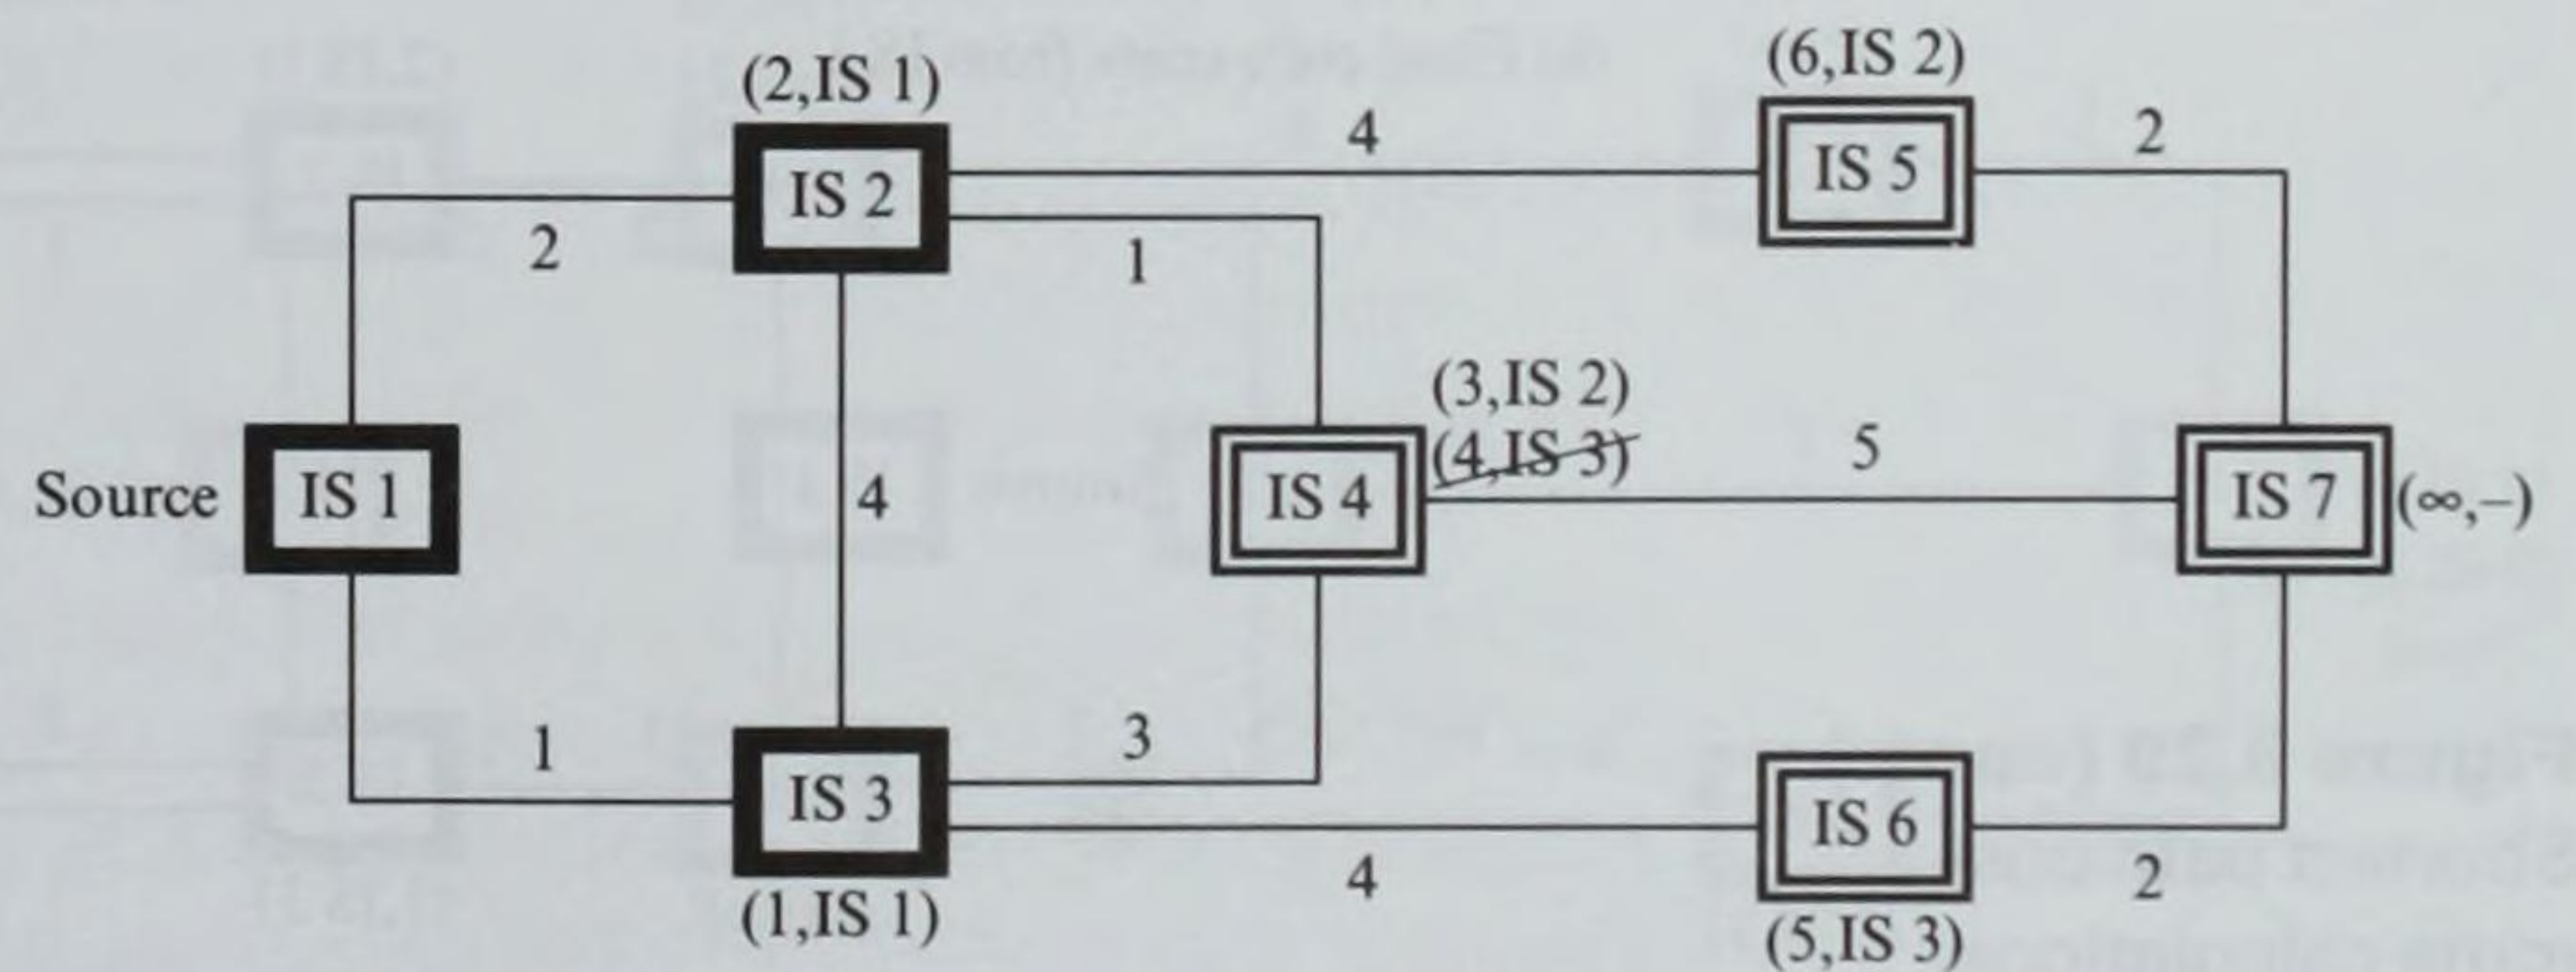 (6,IS 2)
(2,IS 1)
4
2
IS 5
IS 2
2
1
(3,IS 2)
(4,IS 3)
5
Source
IS 1
4
IS 4
IS 7
(∞,–)
1
3
IS 3
IS 6
4
2
(1,IS 1)
(5,IS 3)